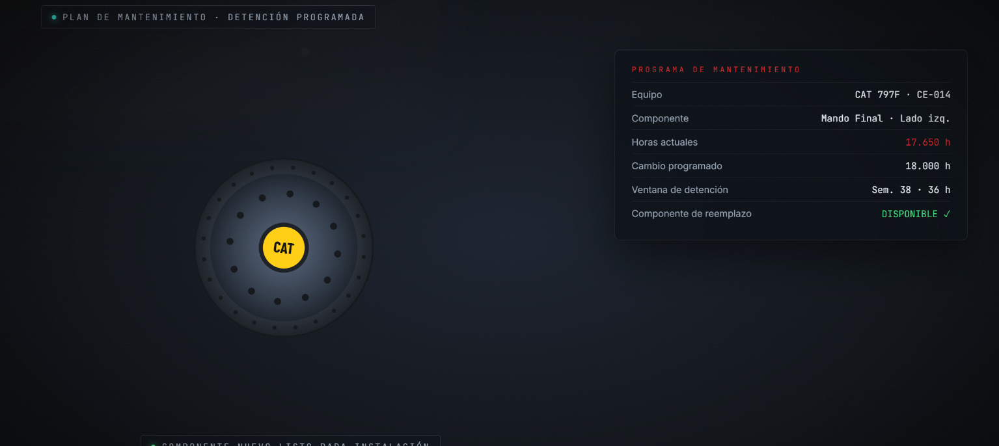 PLAN DE MANTENIMIENTO · DETENCIÓN PROGRAMADA
PROGRAMA DE MANTENIMIENTO
Equipo CAT 797F · CE-014
Componente Mando Final · Lado izq.
Horas actuales 17.650 h
Cambio programado 18.000 h
Ventana de detención Sem. 38 · 36 h
Componente de reemplazo DISPONIBLE ✓
CAT
COMPONENTE NUEVO LISTO PARA INSTALACIÓN